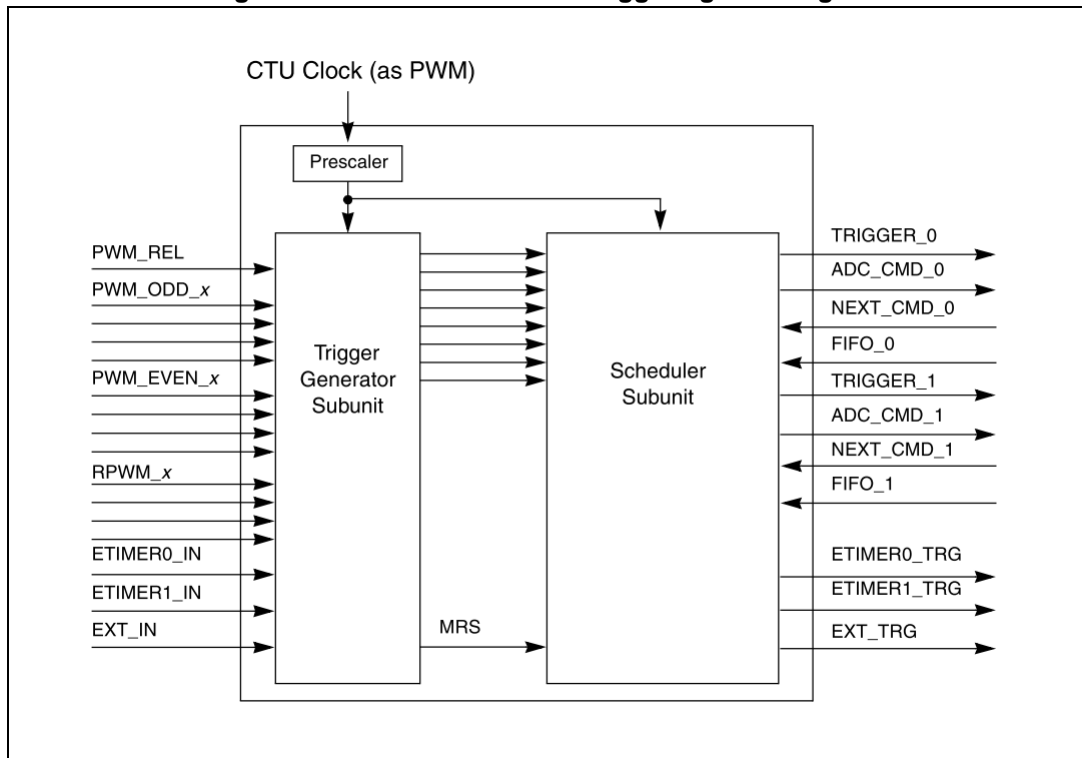 CTU Clock (as PWM)
Prescaler
PWM_REL
PWM_ODD_x
PWM_EVEN_x
RPWM_x
ETIMER0_IN
ETIMER1_IN
EXT_IN
Trigger
Generator
Subunit
MRS
Scheduler
Subunit
TRIGGER_0
ADC_CMD_0
NEXT_CMD_0
FIFO_0
TRIGGER_1
ADC_CMD_1
NEXT_CMD_1
FIFO_1
ETIMER0_TRG
ETIMER1_TRG
EXT_TRG